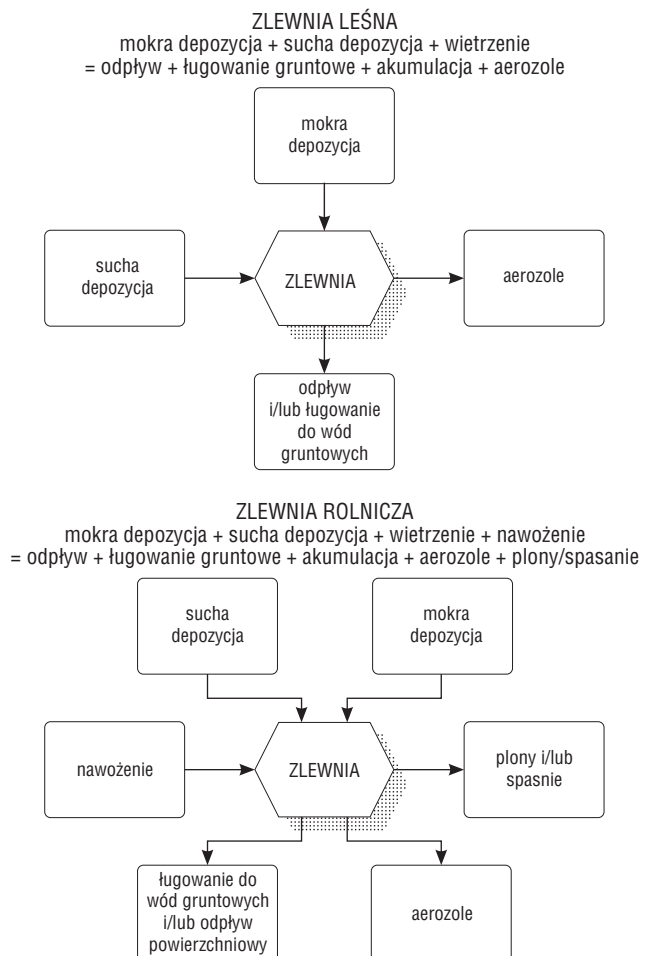 ZLEWNIA LEŚNA
mokra depozycja + sucha depozycja + wietrzenie
= odpływ + ługowanie gruntowe + akumulacja + aerozole
mokra
depozycja
sucha
depozycja
ZLEWNIA
aerozole
odpływ
i/lub ługowanie
do wód
gruntowych
ZLEWNIA ROLNICZA
mokra depozycja + sucha depozycja + wietrzenie + nawożenie
= odpływ + ługowanie gruntowe + akumulacja + aerozole + plony/spasanie
sucha
depozycja
mokra
depozycja
nawożenie
ZLEWNIA
plony i/lub
spasnie
ługowanie do
wód gruntowych
i/lub odpływ
powierzchniowy
aerozole